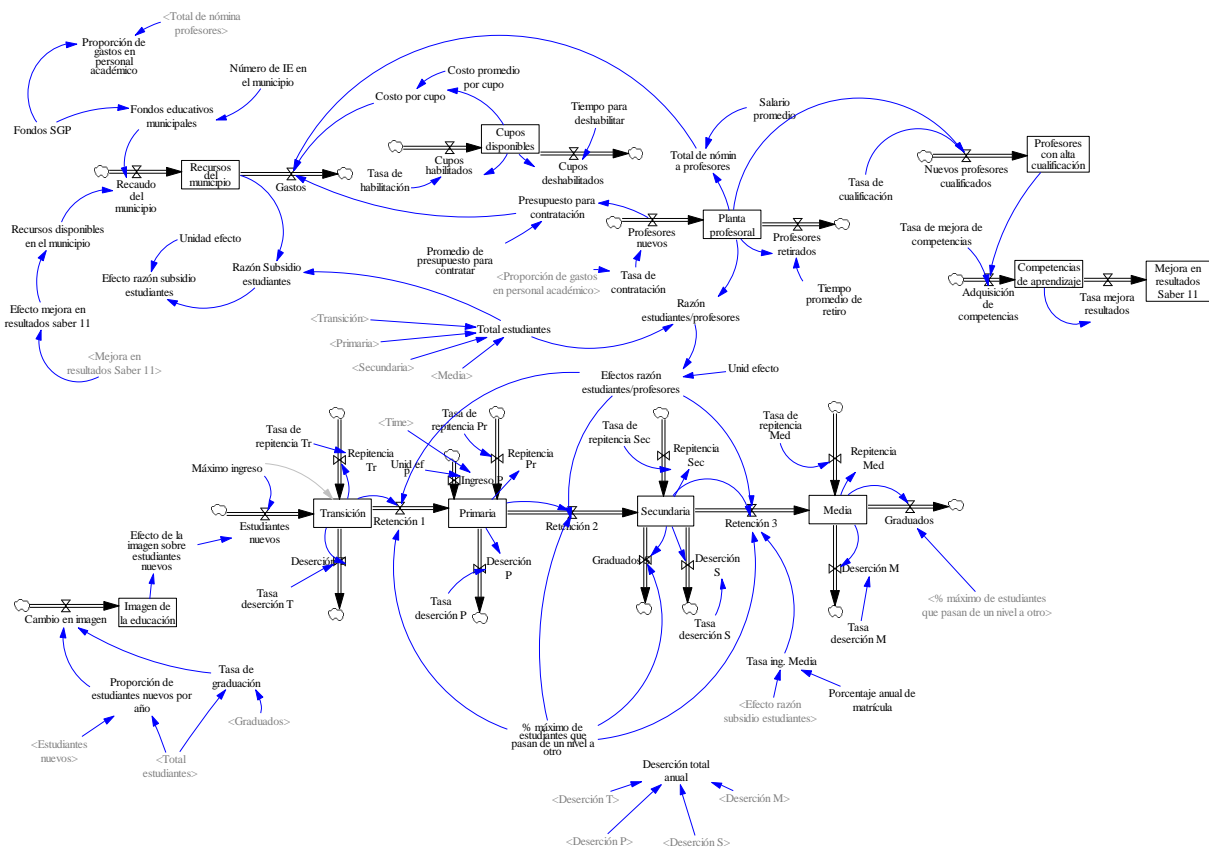 <Total de nómina
profesores>
Proporción de
gastos en
personal
académico
Número de IE en
el municipio
Fondos SGP
Fondos educativos
municipales
Costo promedio
por cupo
Costo por cupo
Tiempo para
deshabilitar
Cupos
disponibles
Cupos
habilitados
Cupos
deshabilitados
Tasa de
habilitación
Salario
promedio
Total de nómin
a profesores
Tasa de
cualificación
Nuevos profesores
cualificados
Profesores
con alta
cualificación
Recaudo
del
municipio
Recursos
del
municipio
Gastos
Presupuesto para
contratación
Promedio de
presupuesto para
contratar
Profesores
nuevos
Planta
profesoral
Profesores
retirados
<Proporción de gastos
en personal académico>
Tasa de
contratación
Tiempo
promedio de
retiro
Tasa de mejora de
competencias
Adquisición
de
competencias
Competencias
de aprendizaje
Tasa mejora
resultados
Mejora en
resultados
Saber 11
Recursos disponibles
en el municipio
Unidad efecto
Efecto razón subsidio
estudiantes
Razón Subsidio
estudiantes
Efecto mejora en
resultados saber 11
<Mejora en
resultados Saber 11>
Razón
estudiantes/profesores
<Transición>
<Primaria>
<Secundaria>
<Media>
Total estudiantes
Efectos razón
estudiantes/profesores
Unid efecto
Tasa de
repitencia Tr
Repitencia
Tr
<Time>
Tasa de
repitencia Pr
Repitencia
Pr
Unid ef
p
Ingreso P
Tasa de
repitencia Sec
Repitencia
Sec
Tasa de
repitencia
Med
Repitencia
Med
Máximo ingreso
Estudiantes
nuevos
Transición
Retención 1
Primaria
Retención 2
Secundaria
Retención 3
Media
Graduados
Efecto de la
imagen sobre
estudiantes
nuevos
Deserción
Tasa
deserción T
Deserción
P
Tasa
deserción P
Graduados
Deserción
S
Tasa
deserción S
Deserción M
Tasa
deserción M
<% máximo de estudiantes
que pasan de un nivel a otro>
Cambio en imagen
Imagen de
la educación
Proporción de
estudiantes nuevos por
año
Tasa de
graduación
<Graduados>
<Estudiantes
nuevos>
<Total
estudiantes>
% máximo de
estudiantes que
pasan de un nivel a
otro
Tasa ing. Media
<Efecto razón
subsidio estudiantes>
Porcentaje anual de
matrícula
Deserción total
anual
<Deserción T>
<Deserción M>
<Deserción P>
<Deserción S>